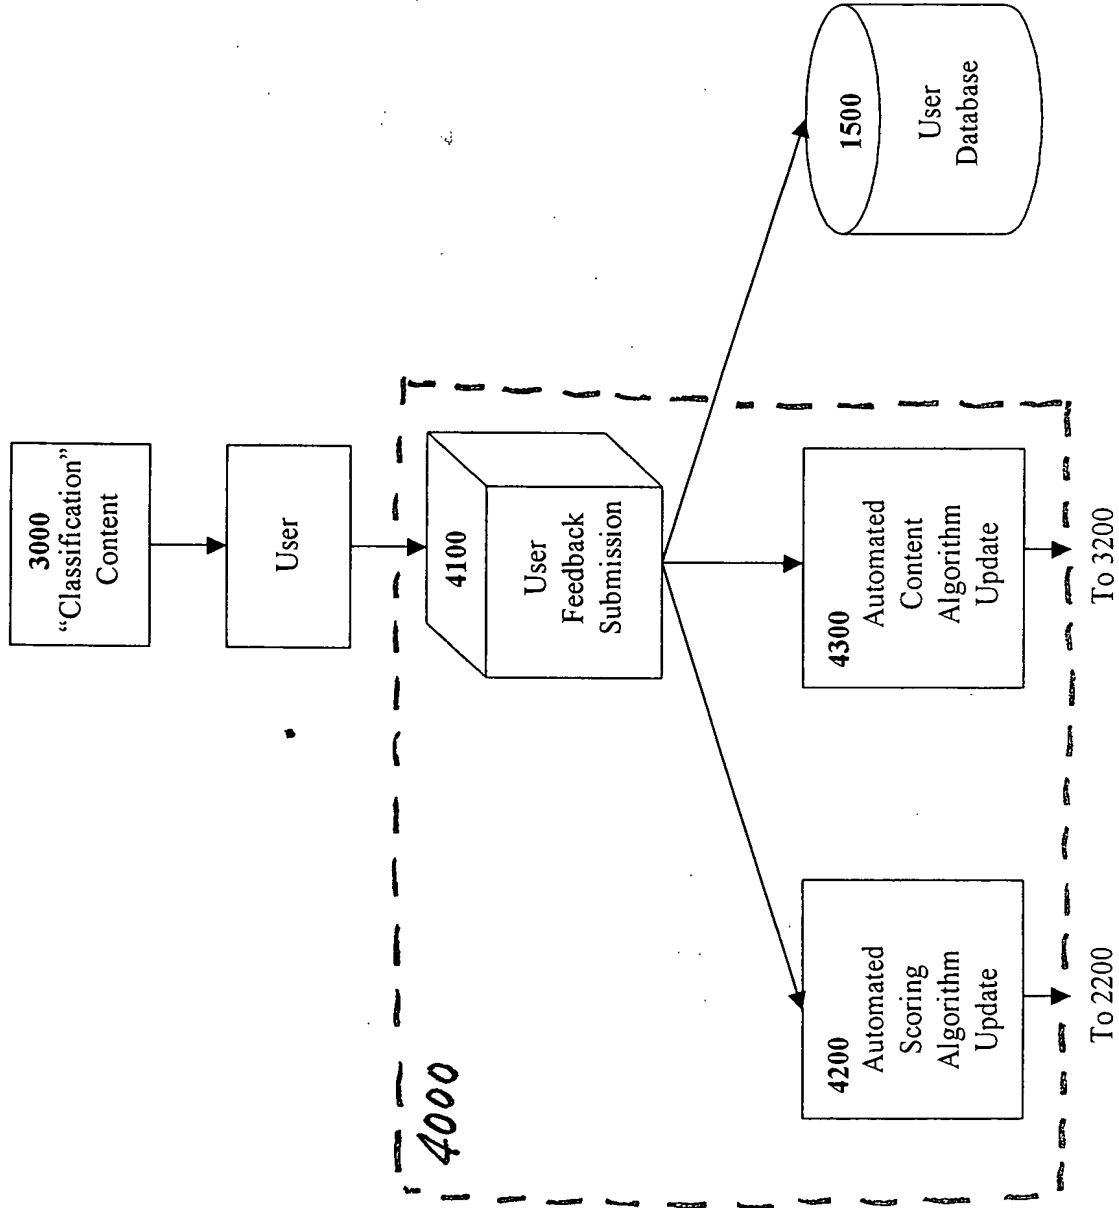 3000
“Classification”
Content
User
4000
4100
User
Feedback
Submission
4200
Automated
Scoring
Algorithm
Update
4300
Automated
Content
Algorithm
Update
1500
User
Database
To 2200
To 3200